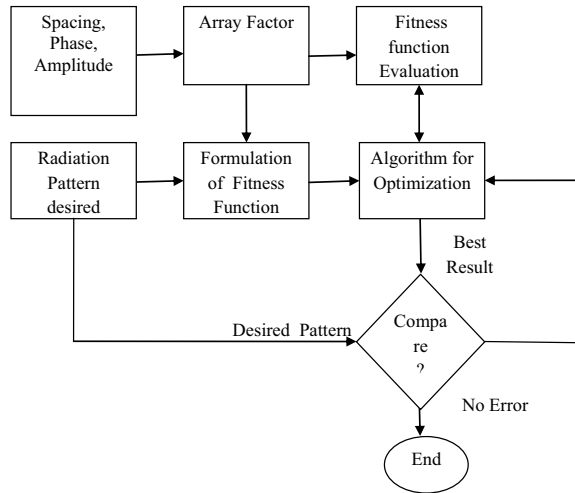 Spacing,
Phase,
Amplitude
Array Factor
Fitness
function
Evaluation
Radiation
Pattern
desired
Formulation
of Fitness
Function
Algorithm for
Optimization
Best
Result
Desired Pattern
Compa
re
?
No Error
End